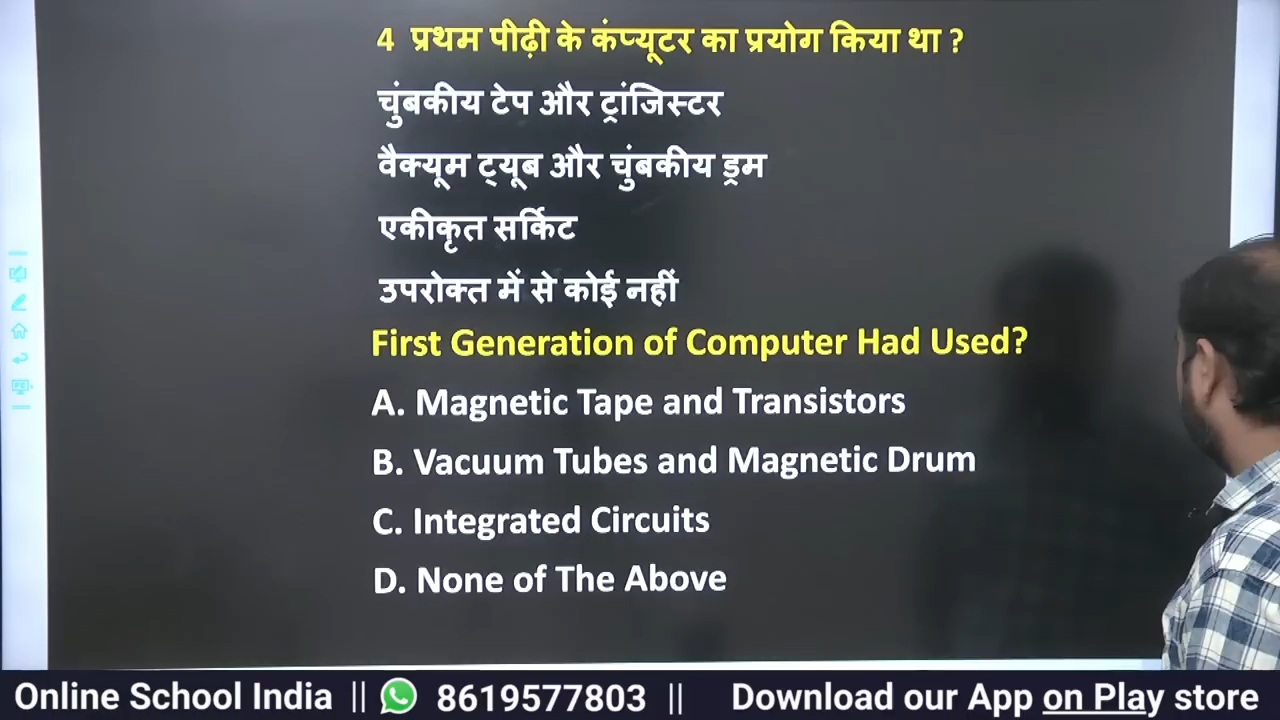 4 प्रथम पीढ़ी के कंप्यूटर का प्रयोग किया था ?
चुंबकीय टेप और ट्रांजिस्टर
वैक्यूम ट्यूब और चुंबकीय ड्रम
एकीकृत सर्किट
उपरोक्त में से कोई नहीं
First Generation of Computer Had Used?
A. Magnetic Tape and Transistors
B. Vacuum Tubes and Magnetic Drum
C. Integrated Circuits
D. None of The Above
Online School India || 8619577803 || Download our App on Play store